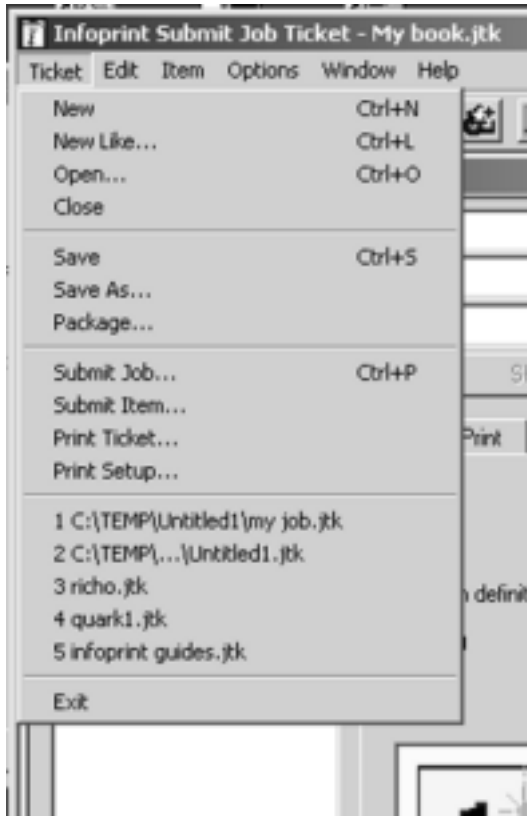 Infoprint Submit Job Ticket - My book.jtk
Ticket Edit Item Options Window Help
New Ctrl+N
New Like... Ctrl+L
Open... Ctrl+O
Close
Save Ctrl+S
Save As...
Package...
Submit Job... Ctrl+P
Submit Item...
Print Ticket...
Print
Print Setup...
1 C:\TEMP\Untitled1\my job.jtk
2 C:\TEMP\...\Untitled1.jtk
3 richo.jtk
4 quark1.jtk
5 infoprint guides.jtk
Exit